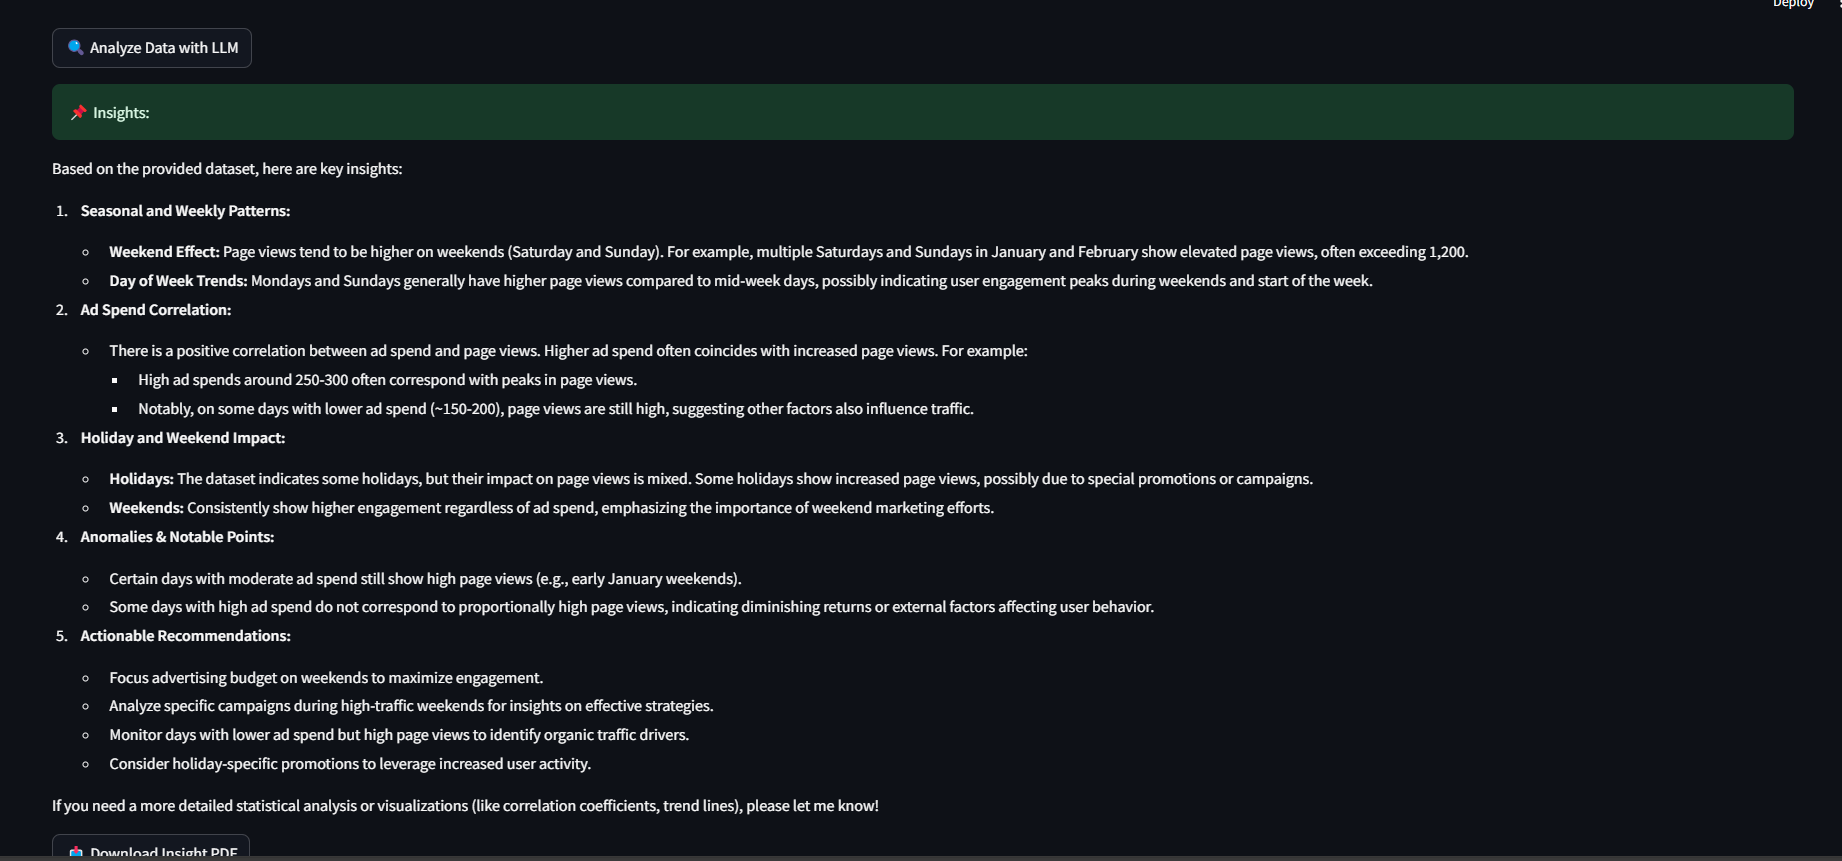 Deploy
Analyze Data with LLM
Insights:
Based on the provided dataset, here are key insights:
1. Seasonal and Weekly Patterns:
Weekend Effect: Page views tend to be higher on weekends (Saturday and Sunday). For example, multiple Saturdays and Sundays in January and February show elevated page views, often exceeding 1,200.
Day of Week Trends: Mondays and Sundays generally have higher page views compared to mid-week days, possibly indicating user engagement peaks during weekends and start of the week.
2. Ad Spend Correlation:
There is a positive correlation between ad spend and page views. Higher ad spend often coincides with increased page views. For example:
High ad spends around 250-300 often correspond with peaks in page views.
Notably, on some days with lower ad spend (~150-200), page views are still high, suggesting other factors also influence traffic.
3. Holiday and Weekend Impact:
Holidays: The dataset indicates some holidays, but their impact on page views is mixed. Some holidays show increased page views, possibly due to special promotions or campaigns.
Weekends: Consistently show higher engagement regardless of ad spend, emphasizing the importance of weekend marketing efforts.
4. Anomalies & Notable Points:
Certain days with moderate ad spend still show high page views (e.g., early January weekends).
Some days with high ad spend do not correspond to proportionally high page views, indicating diminishing returns or external factors affecting user behavior.
5. Actionable Recommendations:
Focus advertising budget on weekends to maximize engagement.
Analyze specific campaigns during high-traffic weekends for insights on effective strategies.
Monitor days with lower ad spend but high page views to identify organic traffic drivers.
Consider holiday-specific promotions to leverage increased user activity.
If you need a more detailed statistical analysis or visualizations (like correlation coefficients, trend lines), please let me know!
Download Insight PDF